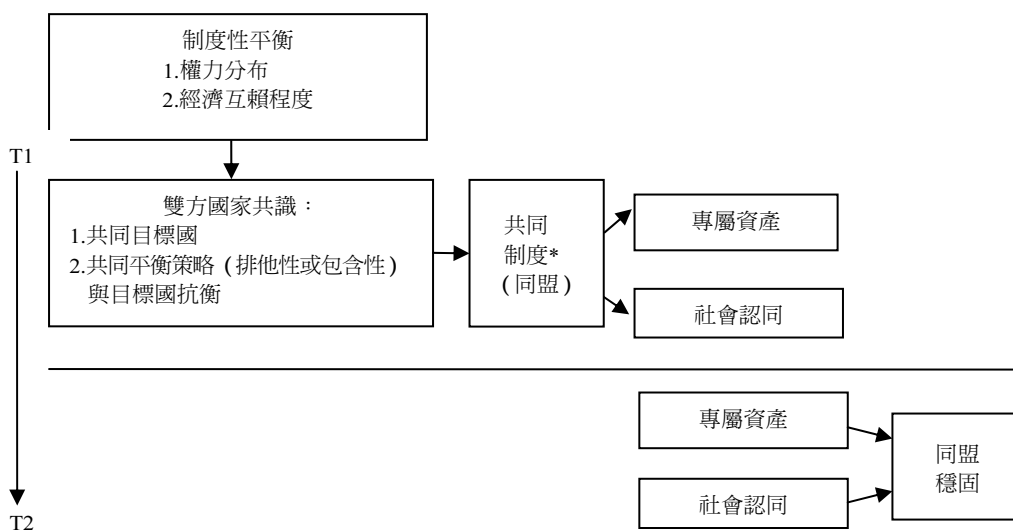 制度性平衡
1.權力分布
2.經濟互賴程度
T1
雙方國家共識：
1.共同目標國
2.共同平衡策略（排他性或包含性）
與目標國抗衡
共同
制度*
（同盟）
專屬資產
社會認同
專屬資產
社會認同
同盟
穩固
T2